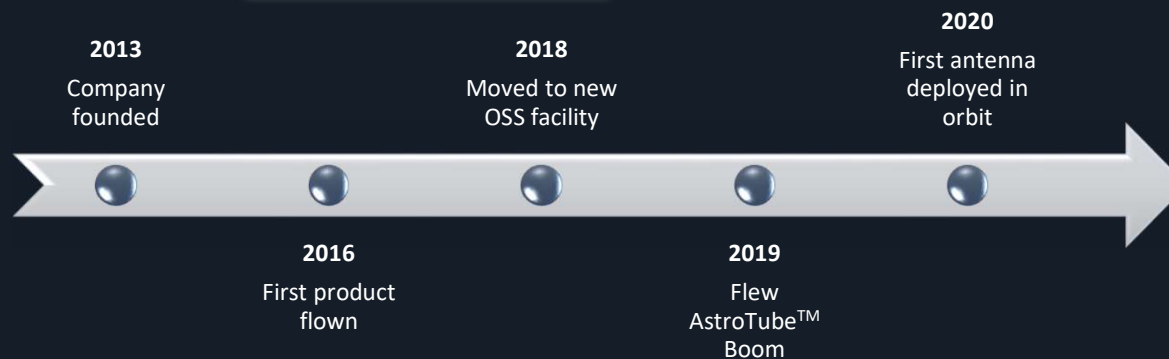 2013
Company
founded
2016
First product
flown
2018
Moved to new
OSS facility
2019
Flew
AstroTube™
Boom
2020
First antenna
deployed in
orbit